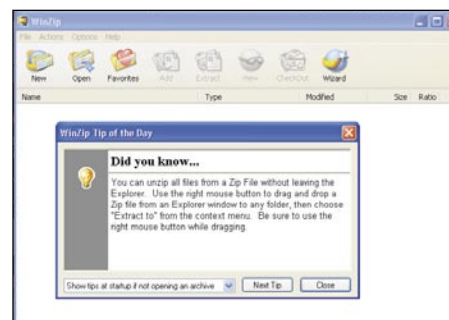 WinZip
File Actions Options Help
New Open Favorites Add Extract View CheckOut Wizard
Name Type Modified Size Ratio
WinZip Tip of the Day
Did you know...
You can unzip all files from a Zip File without leaving the
Explorer. Use the right mouse button to drag and drop a
Zip file from an Explorer window to any folder, then choose
"Extract to" from the context menu. Be sure to use the
right mouse button while dragging.
Show tips at startup if not opening an archive Next Tip Close